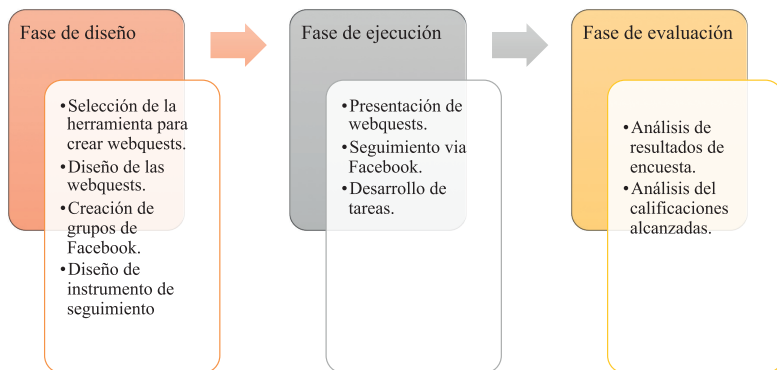 Fase de diseño
•Selección de la
herramienta para
crear webquests.
•Diseño de las
webquests.
•Creación de
grupos de
Facebook.
•Diseño de
instrumento de
seguimiento
Fase de ejecución
•Presentación de
webquests.
•Seguimiento via
Facebook.
•Desarrollo de
tareas.
Fase de evaluación
•Análisis de
resultados de
encuesta.
•Análisis del
calificaciones
alcanzadas.